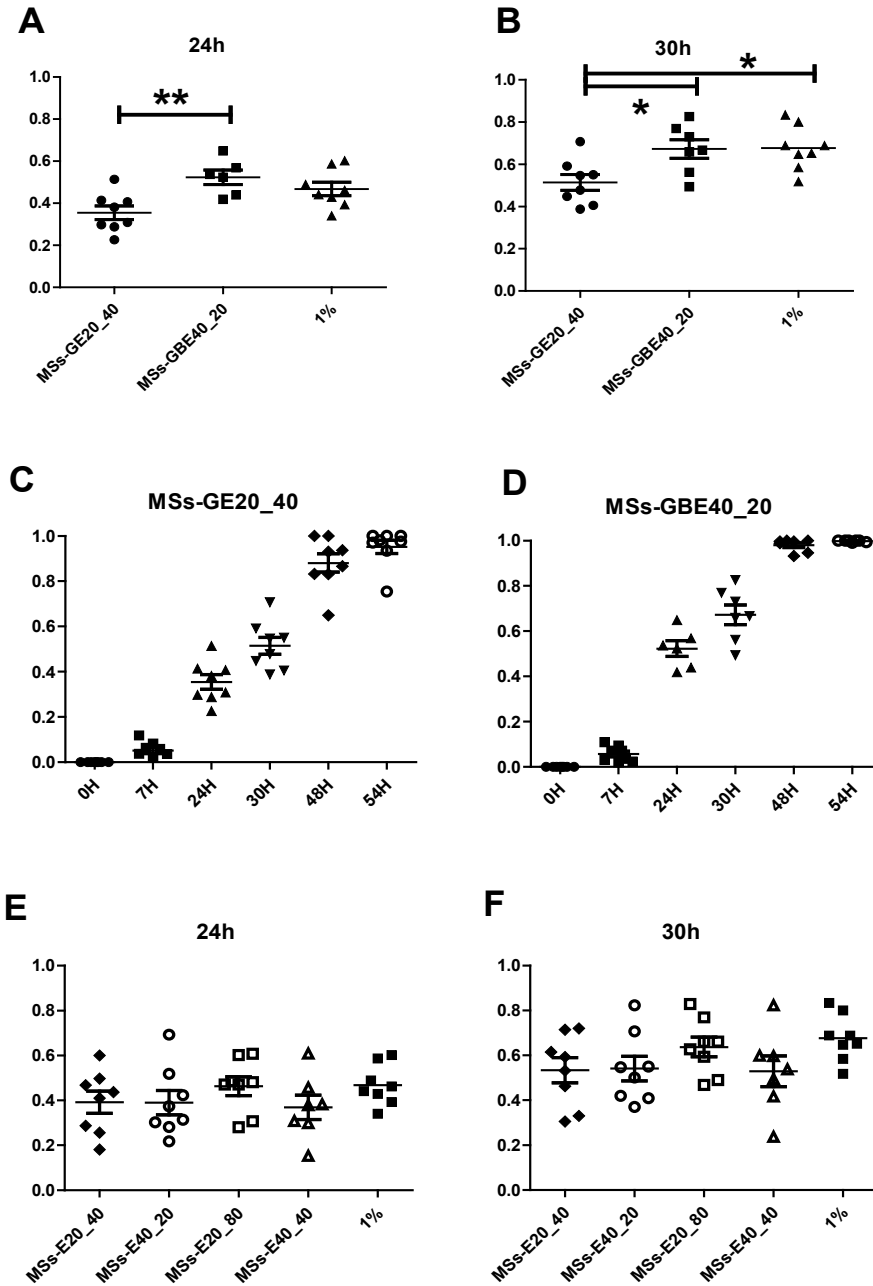 A
24h
**
1.0
0.8
0.6
0.4
0.2
0.0
MSs-GE20_40
MSs-GBE40_20
1%
B
30h
*
*
1.0
0.8
0.6
0.4
0.2
0.0
MSs-GE20_40
MSs-GBE40_20
1%
C
MSs-GE20_40
1.0
0.8
0.6
0.4
0.2
0.0
0H
7H
24H
30H
48H
54H
D
MSs-GBE40_20
1.0
0.8
0.6
0.4
0.2
0.0
0H
7H
24H
30H
48H
54H
E
24h
1.0
0.8
0.6
0.4
0.2
0.0
MSs-E20_40
MSs-E40_20
MSs-E20_80
MSs-E40_40
1%
F
30h
1.0
0.8
0.6
0.4
0.2
0.0
MSs-E20_40
MSs-E40_20
MSs-E20_80
MSs-E40_40
1%